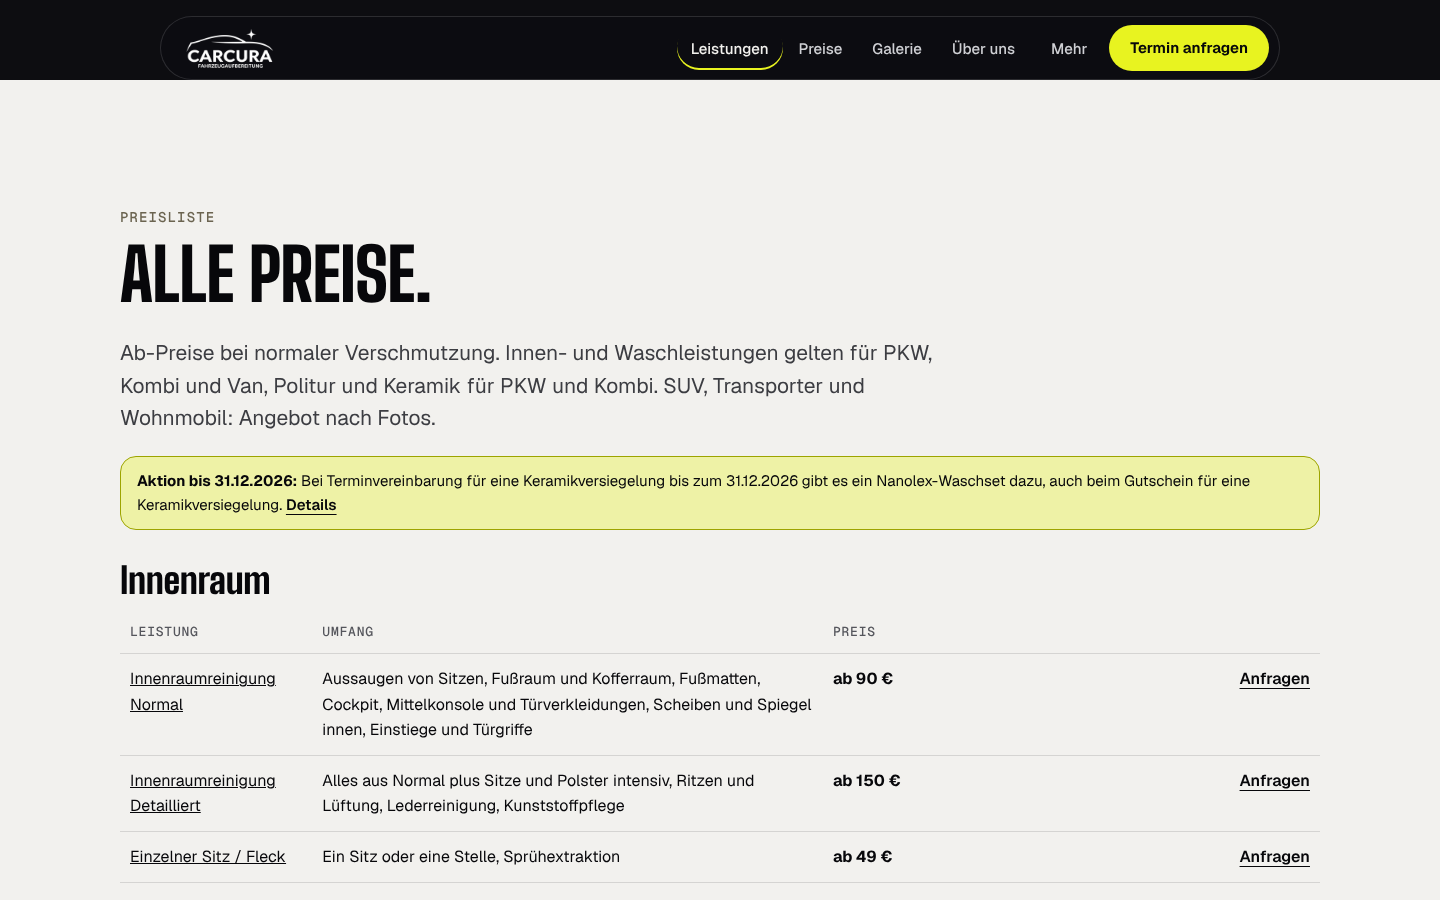 CARCURA
FAHRZEUGAUFBEREITUNG
Leistungen
Preise
Galerie
Über uns
Mehr
Termin anfragen
PREISLISTE
ALLE PREISE.
Ab-Preise bei normaler Verschmutzung. Innen- und Waschleistungen gelten für PKW,
Kombi und Van, Politur und Keramik für PKW und Kombi. SUV, Transporter und
Wohnmobil: Angebot nach Fotos.
Aktion bis 31.12.2026: Bei Terminvereinbarung für eine Keramikversiegelung bis zum 31.12.2026 gibt es ein Nanolex-Waschset dazu, auch beim Gutschein für eine
Keramikversiegelung. Details
Innenraum
LEISTUNG UMFANG PREIS
Innenraumreinigung
Normal
Aussaugen von Sitzen, Fußraum und Kofferraum, Fußmatten,
Cockpit, Mittelkonsole und Türverkleidungen, Scheiben und Spiegel
innen, Einstiege und Türgriffe
ab 90 €
Anfragen
Innenraumreinigung
Detailliert
Alles aus Normal plus Sitze und Polster intensiv, Ritzen und
Lüftung, Lederreinigung, Kunststoffpflege
ab 150 €
Anfragen
Einzelner Sitz / Fleck
Ein Sitz oder eine Stelle, Sprühextraktion
ab 49 €
Anfragen